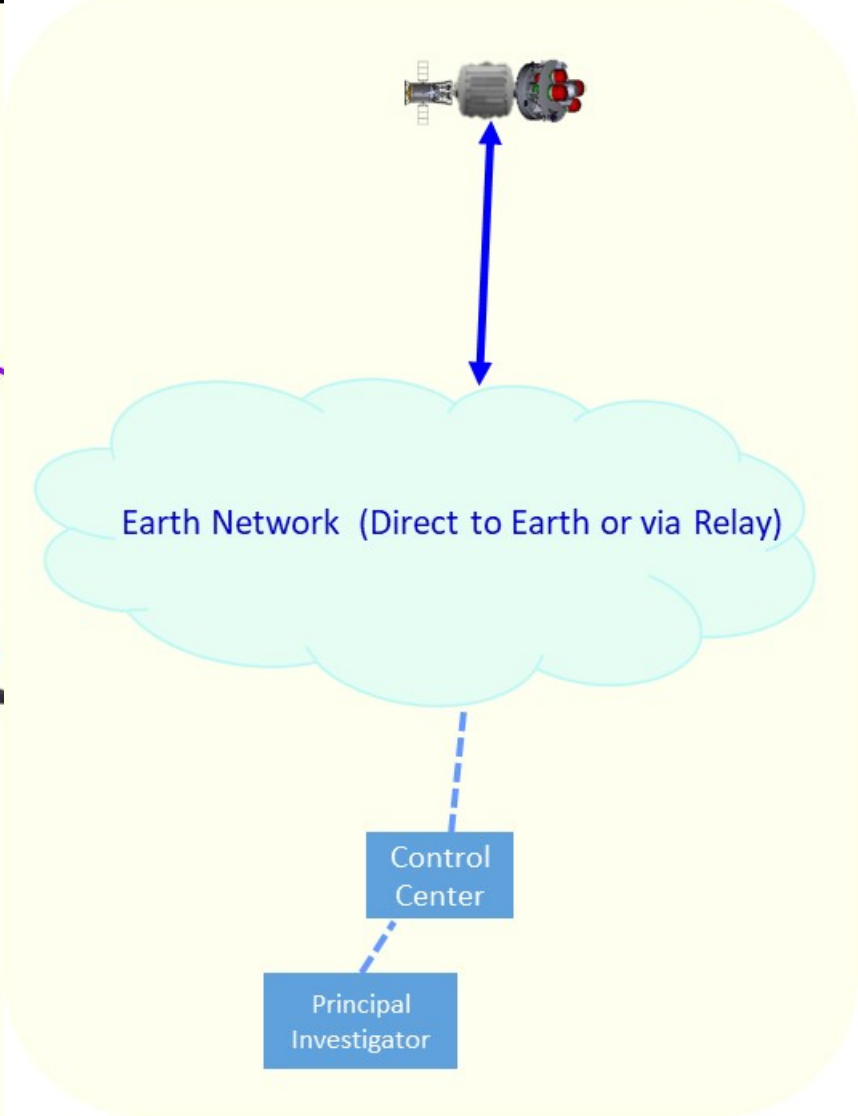 Earth Network (Direct to Earth or via Relay)
Control
Center
Principal
Investigator